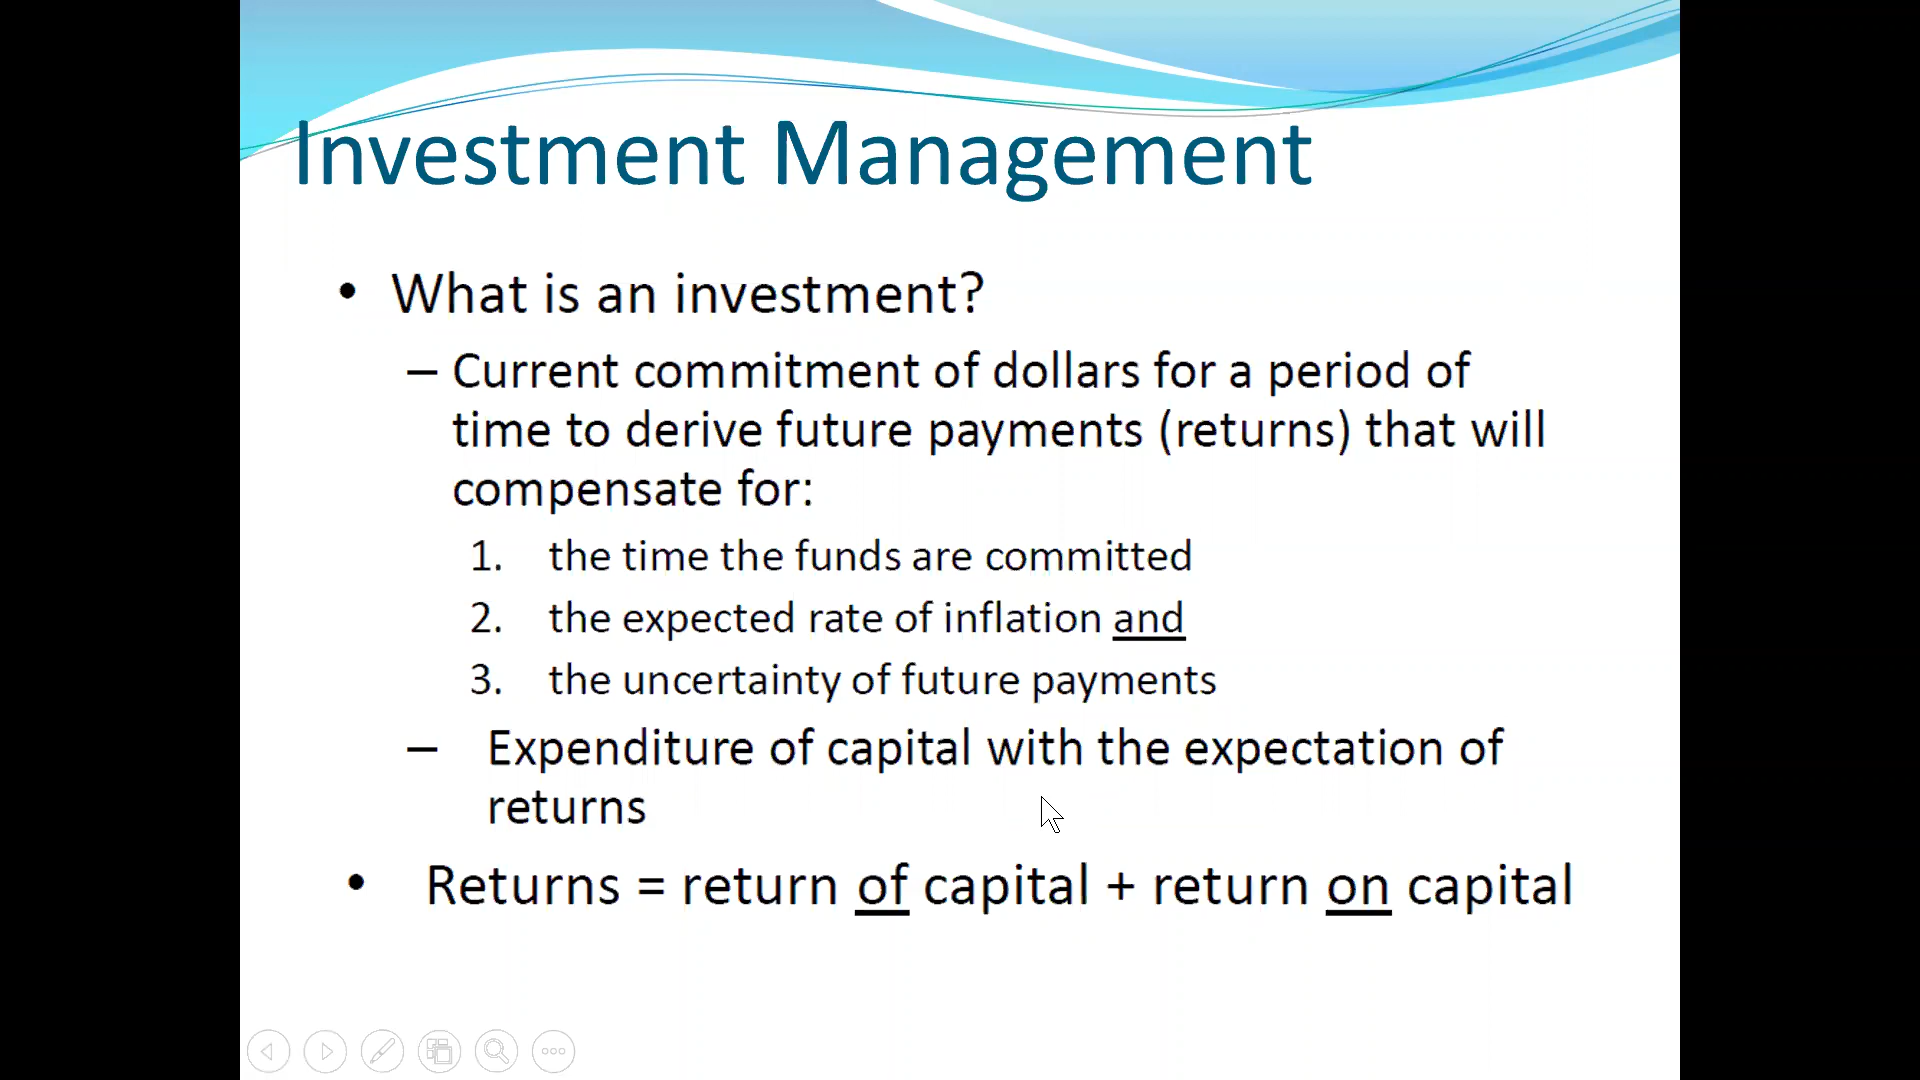 Investment Management
• What is an investment?
– Current commitment of dollars for a period of
time to derive future payments (returns) that will
compensate for:
1. the time the funds are committed
2. the expected rate of inflation and
3. the uncertainty of future payments
– Expenditure of capital with the expectation of
returns
• Returns = return of capital + return on capital